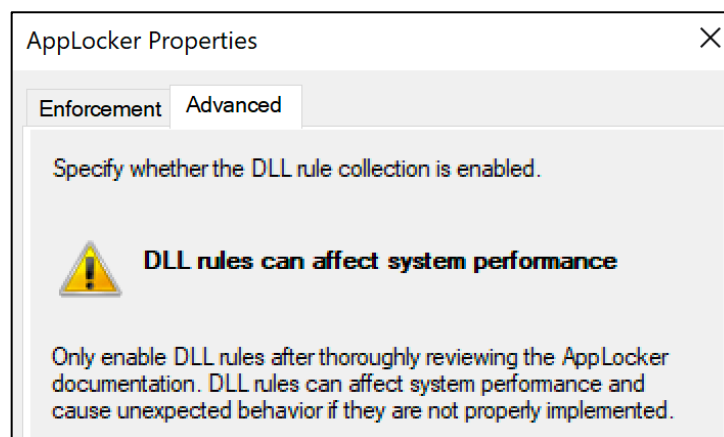 AppLocker Properties
Enforcement
Advanced
Specify whether the DLL rule collection is enabled.
DLL rules can affect system performance
Only enable DLL rules after thoroughly reviewing the AppLocker
documentation. DLL rules can affect system performance and
cause unexpected behavior if they are not properly implemented.